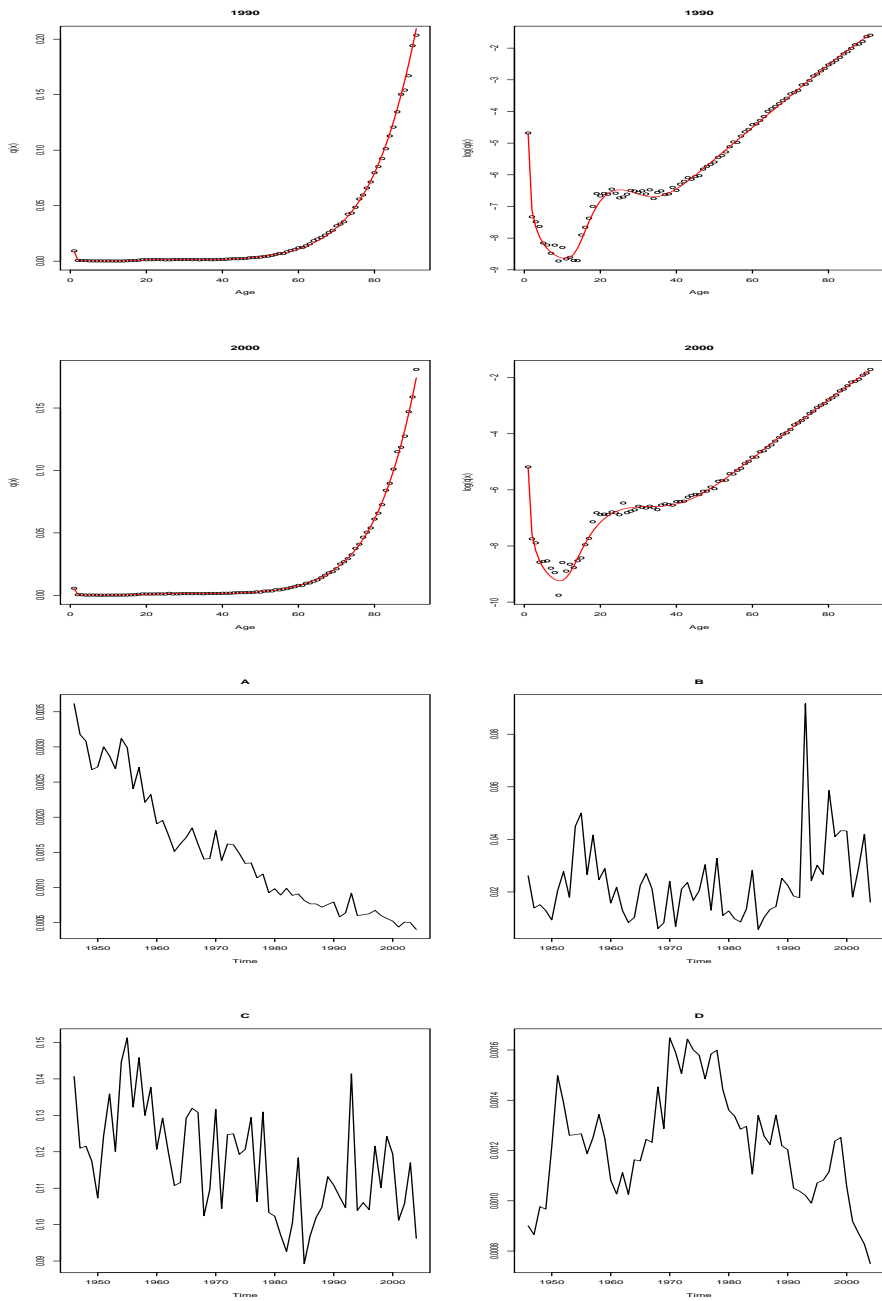 1990
q(x)
0.20
0.15
0.10
0.05
0.00
0 20 40 60 80
Age
1990
log(qx)
-2
-3
-4
-5
-6
-7
-8
-9
0 20 40 60 80
Age
2000
q(x)
0.15
0.10
0.05
0.00
0 20 40 60 80
Age
2000
log(qx)
-2
-4
-6
-8
-10
0 20 40 60 80
Age
A
0.0035
0.0030
0.0025
0.0020
0.0015
0.0010
0.0005
1950 1960 1970 1980 1990 2000
Time
B
0.08
0.06
0.04
0.02
1950 1960 1970 1980 1990 2000
Time
C
0.15
0.14
0.13
0.12
0.11
0.10
0.09
1950 1960 1970 1980 1990 2000
Time
D
0.0016
0.0014
0.0012
0.0010
0.0008
1950 1960 1970 1980 1990 2000
Time